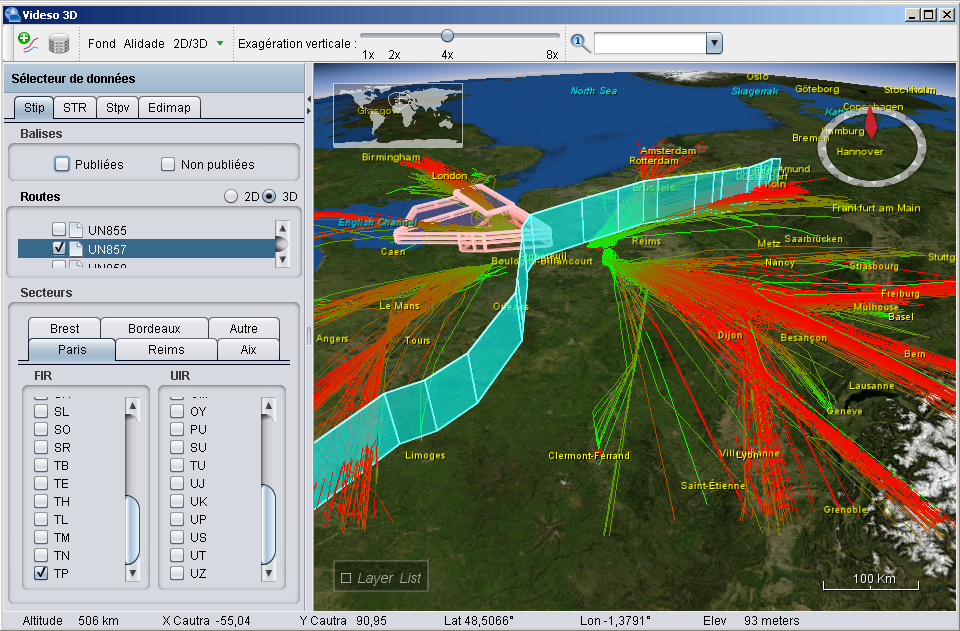 Videso 3D
Fond Alidade 2D/3D Exagération verticale :
1x 2x 4x 8x
Sélecteur de données
Stip STR Stpv Edimap
Balises
Publiées Non publiées
Routes 2D 3D
UN855
UN857
Secteurs
Brest Bordeaux Autre
Paris Reims Aix
FIR UIR
SL OY
SO PU
SR SU
TB TU
TE UJ
TH UK
TL UP
TM US
TN UT
TP UZ
Oslo
North Sea Skagerrak Göteborg Stockholm
Glasgo Copenhagen
Bremen Hamburg
Birmingham Amsterdam Hannover
Rotterdam
London
Brussels Köln
English Channel Frankfurt am Main
Caen Reims Metz Saarbrücken
Nancy Strasbourg Stuttg
Le Mans Freiburg
Mulhouse
Basel
Angers Tours Dijon Besançon
Bern
Lausanne
Genève
Limoges Clermont-Ferrand Lyon
Saint-Étienne
Grenoble
Layer List
100 Km
Altitude 506 km X Cautra -55,04 Y Cautra 90,95 Lat 48,5066° Lon -1,3791° Elev 93 meters